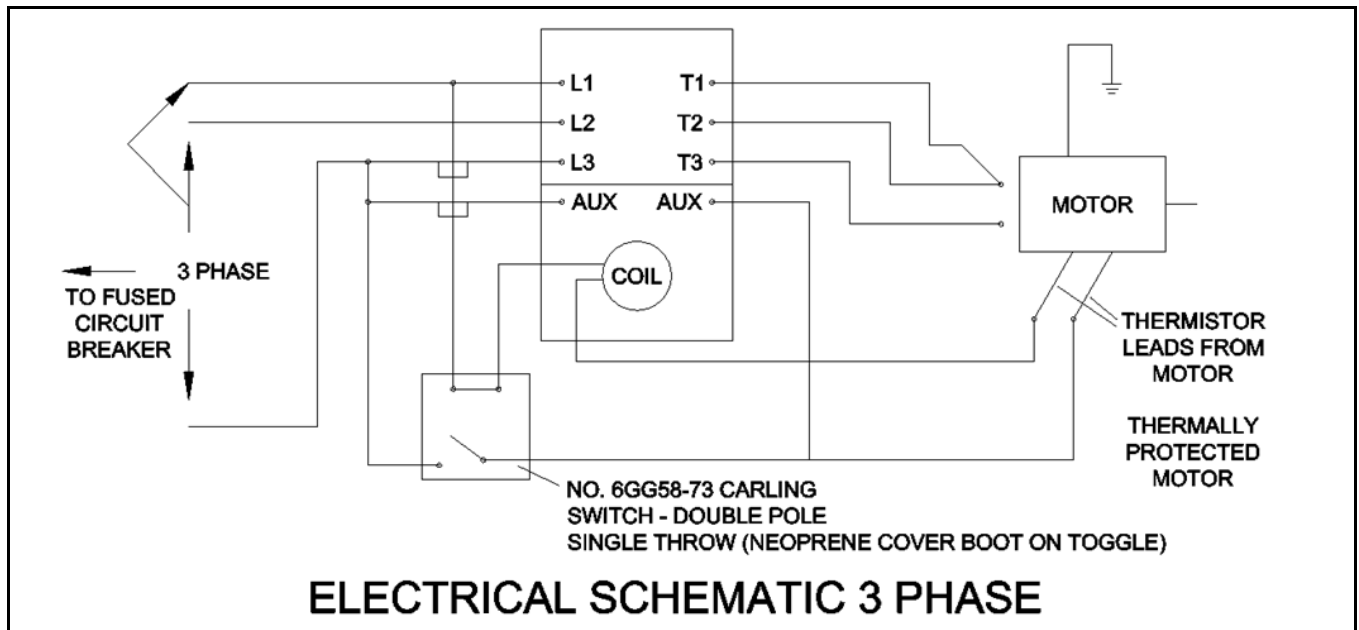 L1
T1
L2
T2
L3
T3
AUX
AUX
MOTOR
3 PHASE
COIL
TO FUSED
CIRCUIT
BREAKER
THERMISTOR
LEADS FROM
MOTOR
THERMALLY
PROTECTED
MOTOR
NO. 6GG58-73 CARLING
SWITCH - DOUBLE POLE
SINGLE THROW (NEOPRENE COVER BOOT ON TOGGLE)
ELECTRICAL SCHEMATIC 3 PHASE